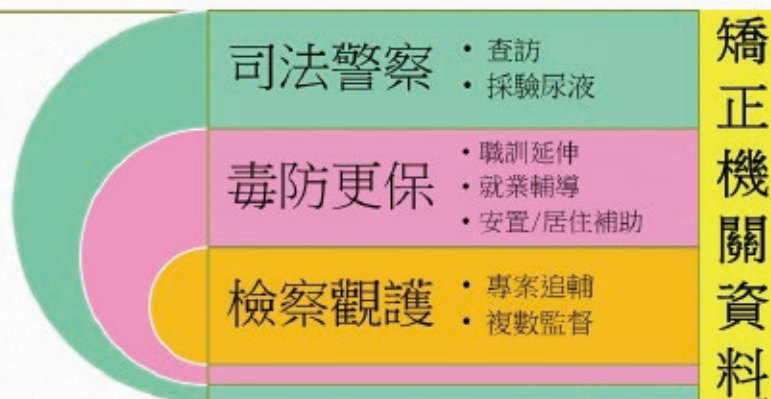 司法警察
• 查訪
• 採驗尿液
毒防更保
• 職訓延伸
• 就業輔導
• 安置/居住補助
檢察觀護
• 專案追輔
• 複數監督
矯正機關資料